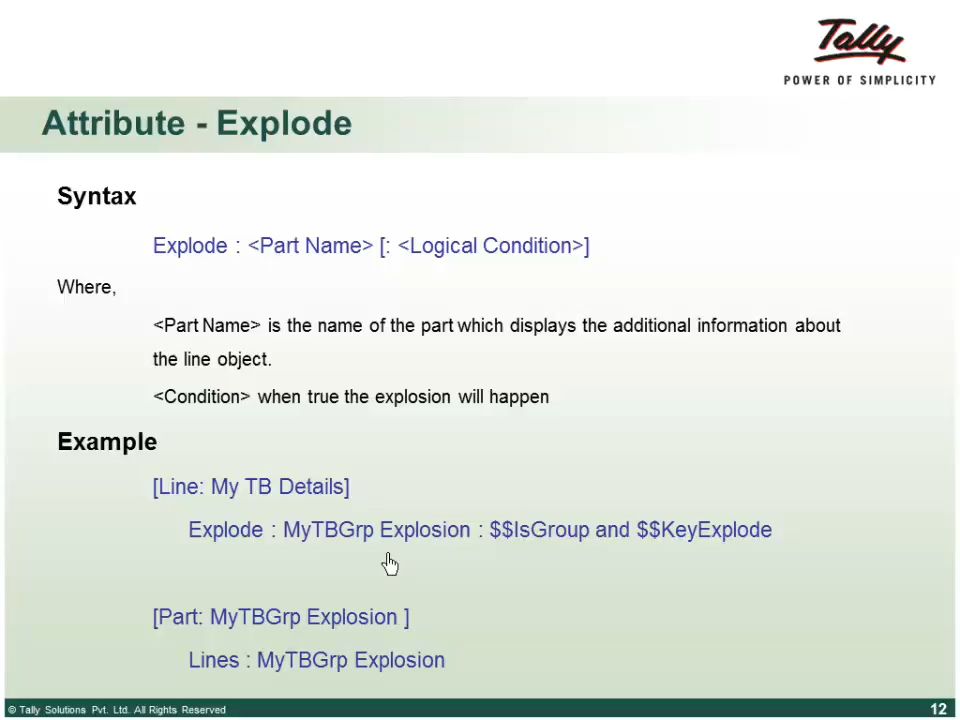 Tally
POWER OF SIMPLICITY
Attribute - Explode
Syntax
Explode : <Part Name> [: <Logical Condition>]
Where,
<Part Name> is the name of the part which displays the additional information about
the line object.
<Condition> when true the explosion will happen
Example
[Line: My TB Details]
Explode : MyTBGrp Explosion : $$IsGroup and $$KeyExplode
[Part: MyTBGrp Explosion ]
Lines : MyTBGrp Explosion
© Tally Solutions Pvt. Ltd. All Rights Reserved
12